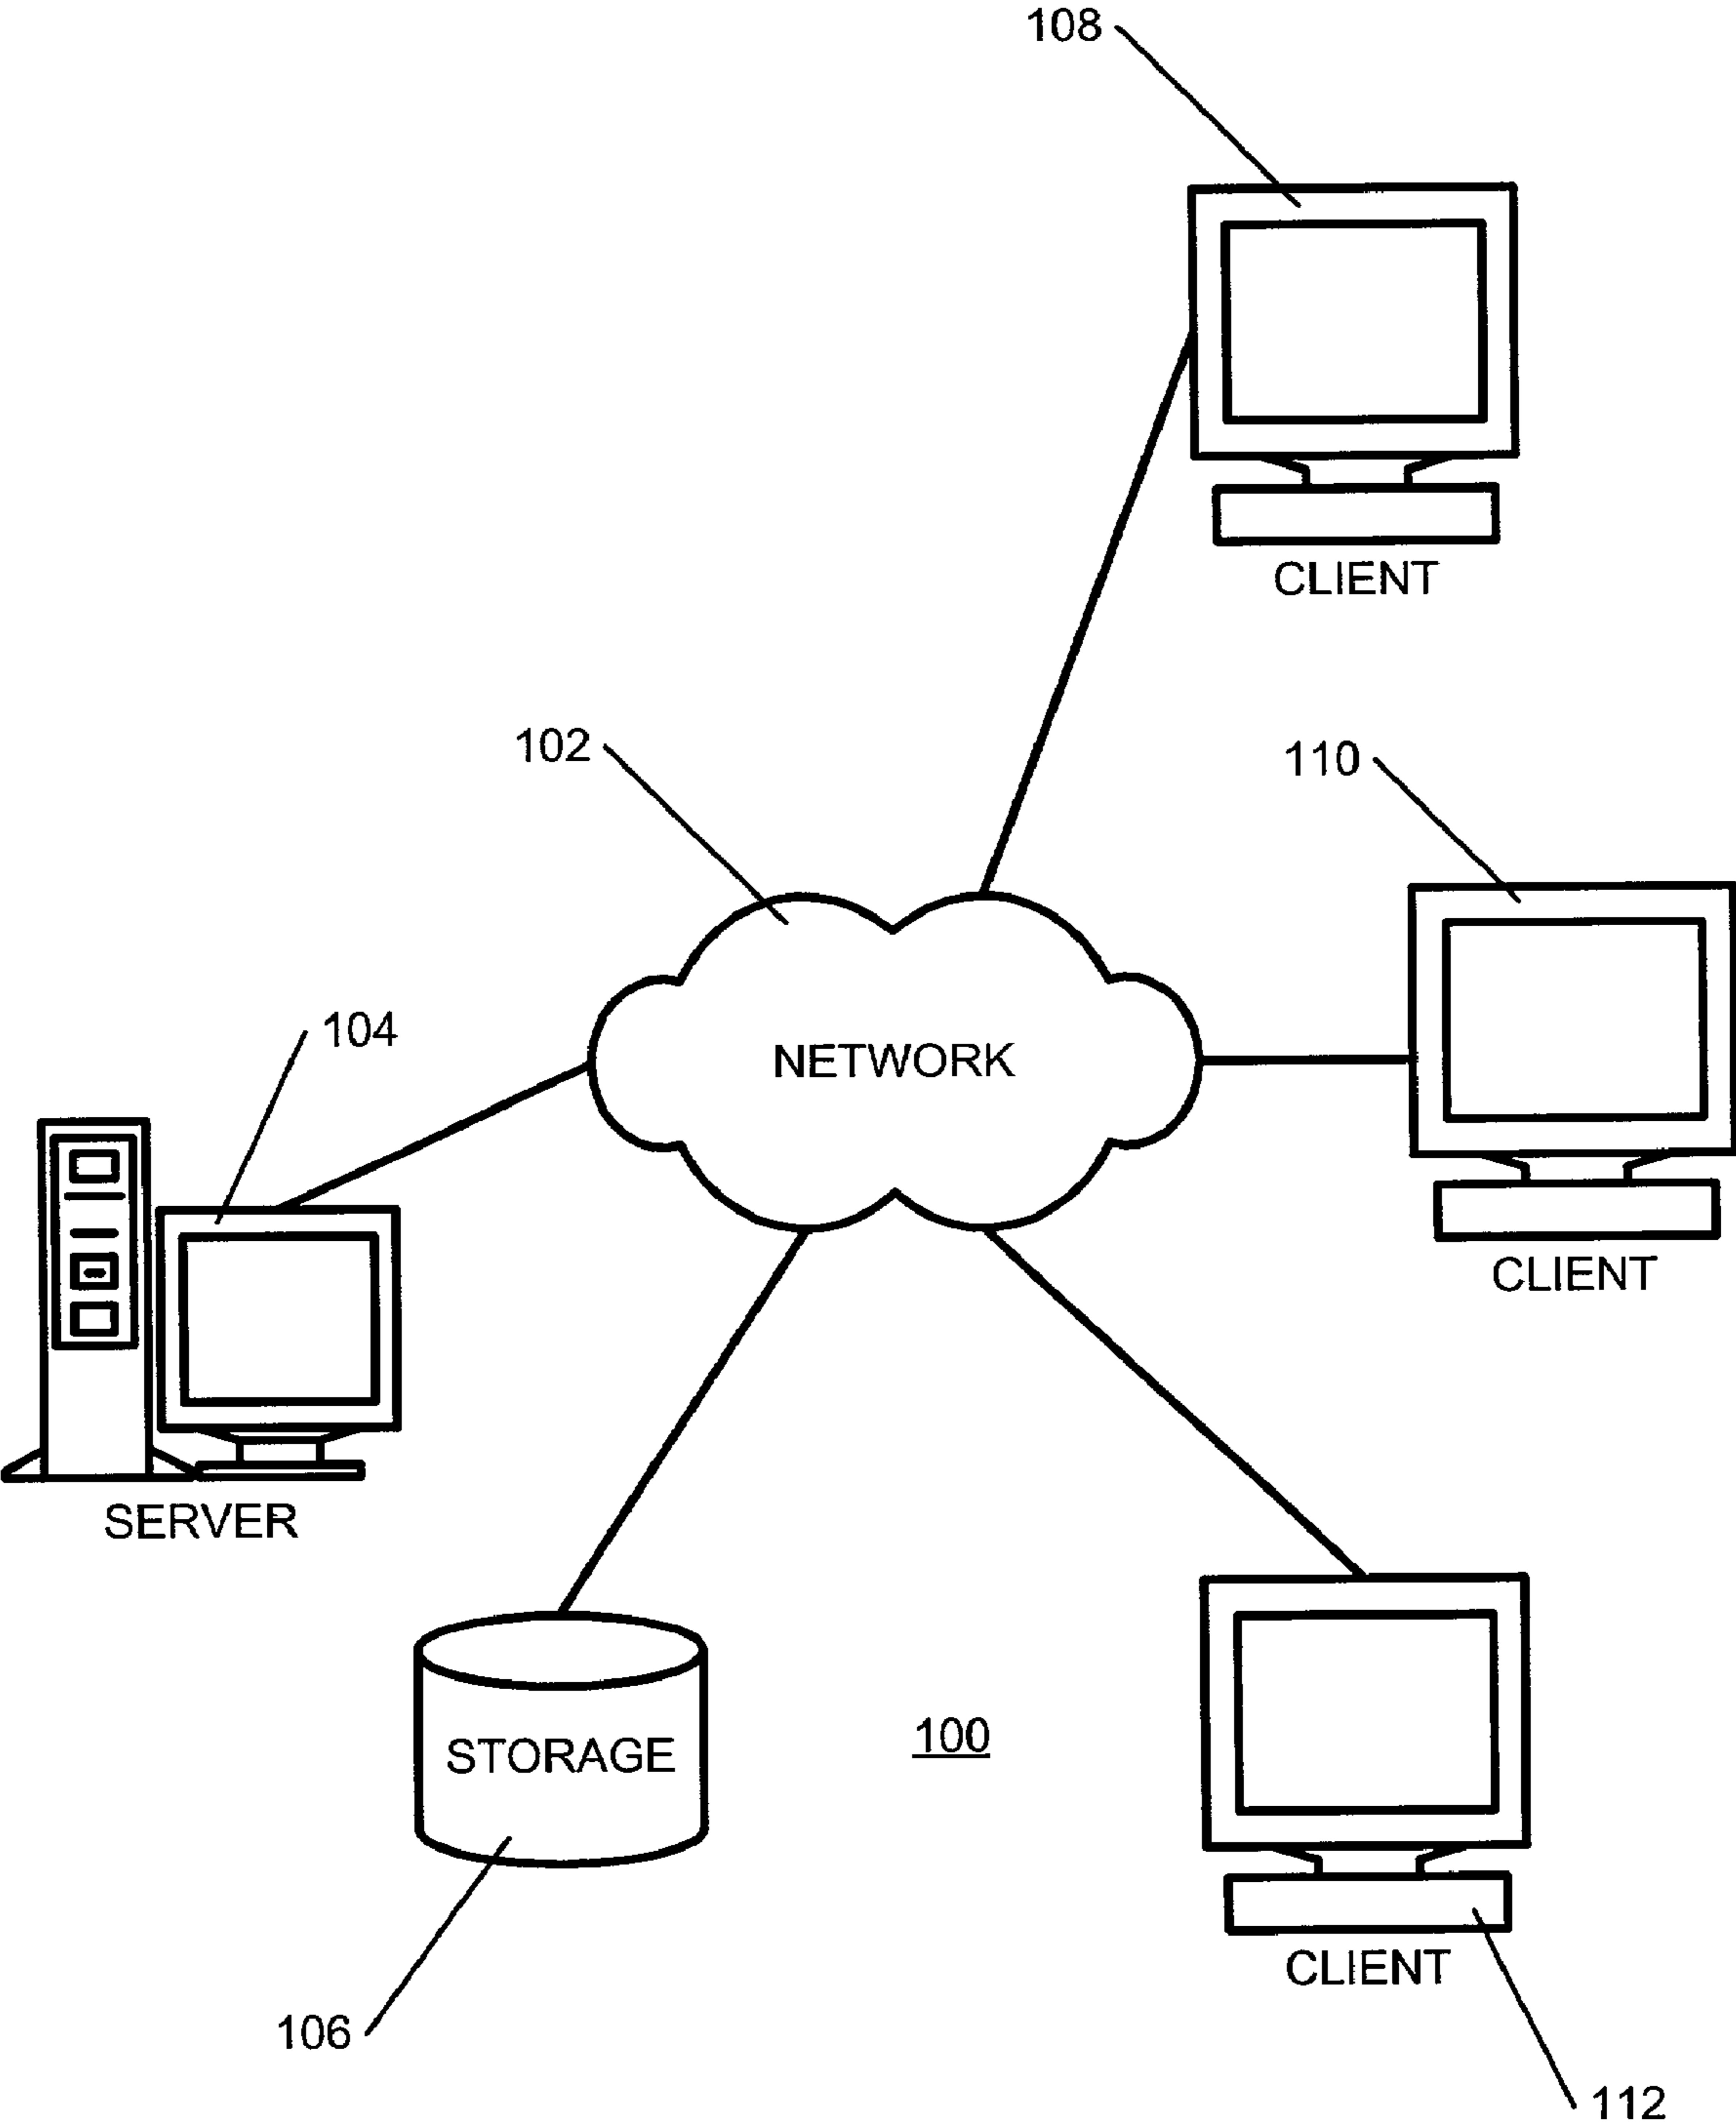 108
CLIENT
102
110
104
NETWORK
CLIENT
SERVER
100
STORAGE
CLIENT
106
112